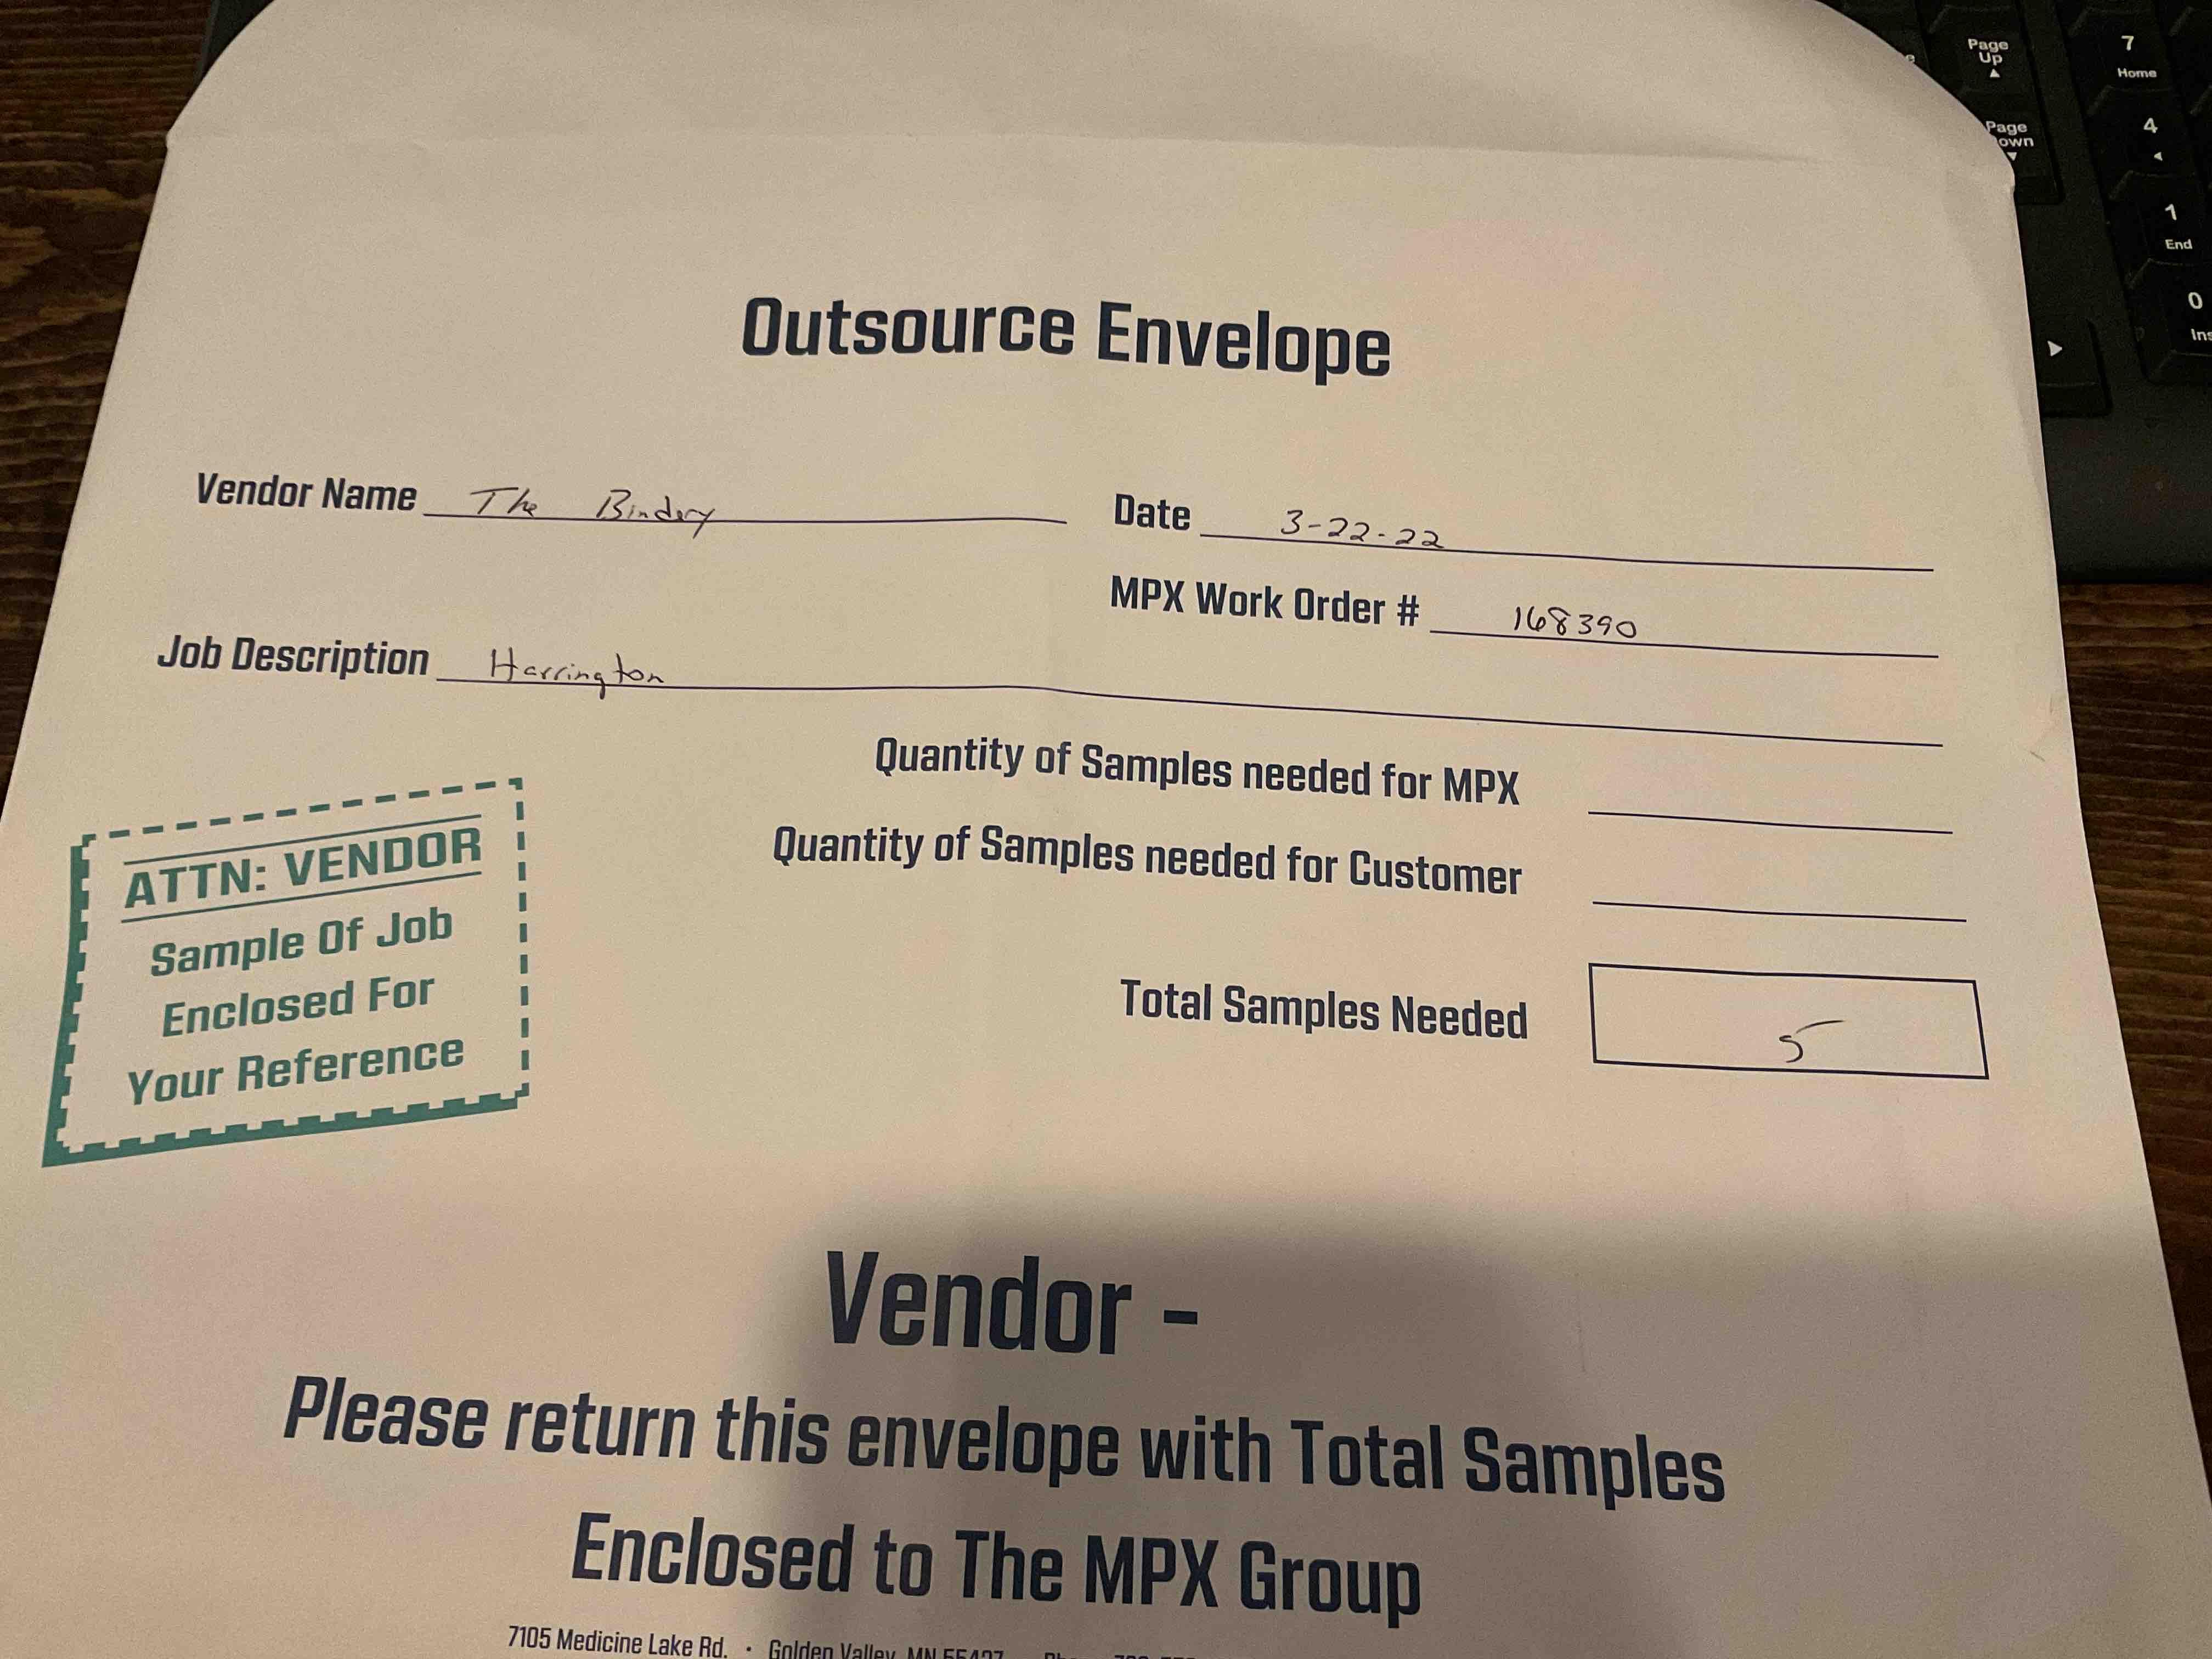 Outsource Envelope
Vendor Name The Bindery
Date 3-22-22
MPX Work Order # 168390
Job Description Harrington
Quantity of Samples needed for MPX
Quantity of Samples needed for Customer
Total Samples Needed 5
ATTN: VENDOR
Sample Of Job
Enclosed For
Your Reference
Vendor -
Please return this envelope with Total Samples
Enclosed to The MPX Group
7105 Medicine Lake Rd. • Golden Valley, MN 55427
Page Up
Page
7 Home
4
1 End
0 Ins